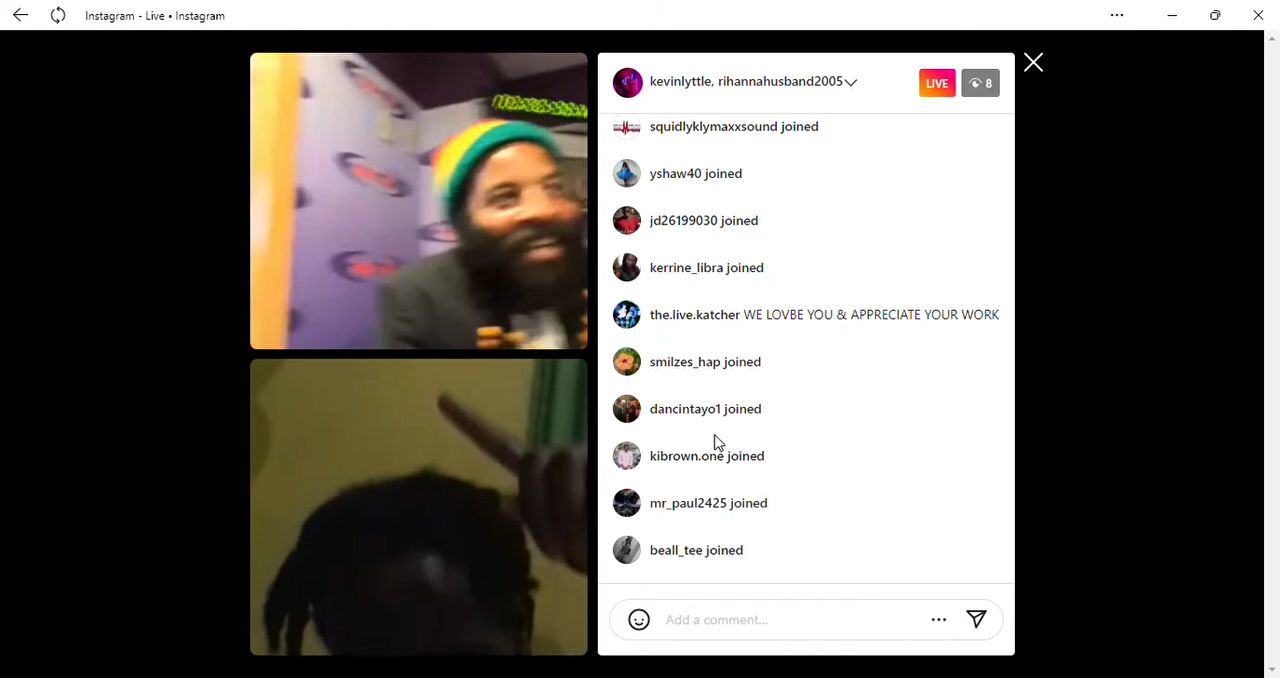 Instagram - Live • Instagram
kevinlyttle, rihannahusband2005
LIVE
8
squidlyklymaxxsound joined
yshaw40 joined
jd26199030 joined
kerrine_libra joined
the.live.katcher WE LOVBE YOU & APPRECIATE YOUR WORK
smilzes_hap joined
dancintayo1 joined
kibrown.one joined
mr_paul2425 joined
beall_tee joined
Add a comment...